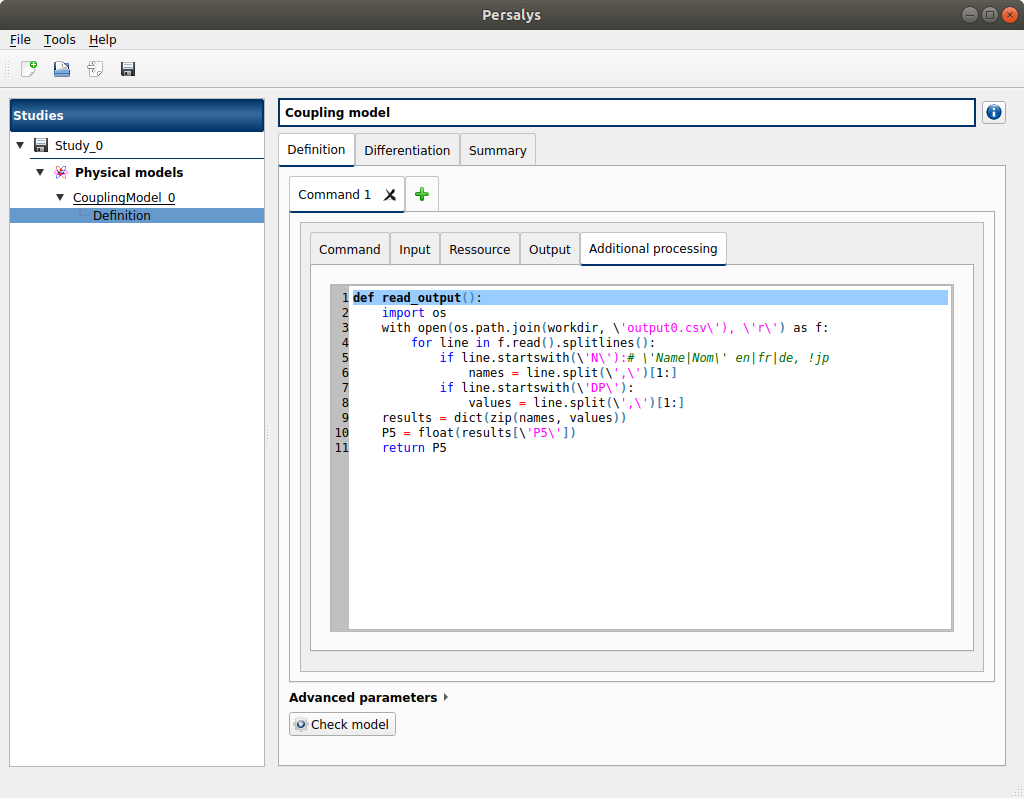 Persalys
File Tools Help
Studies
Study_0
Physical models
CouplingModel_0
Definition
Coupling model
Definition Differentiation Summary
Command 1
Command Input Ressource Output Additional processing
1 def read_output():
2     import os
3     with open(os.path.join(workdir, \'output0.csv\'), \'r\') as f:
4         for line in f.read().splitlines():
5             if line.startswith(\'N\'):# \'Name|Nom\' en|fr|de, !jp
6                 names = line.split(\',\')[1:]
7             if line.startswith(\'DP\'):
8                 values = line.split(\',\')[1:]
9     results = dict(zip(names, values))
10     P5 = float(results[\'P5\'])
11     return P5
Advanced parameters
Check model